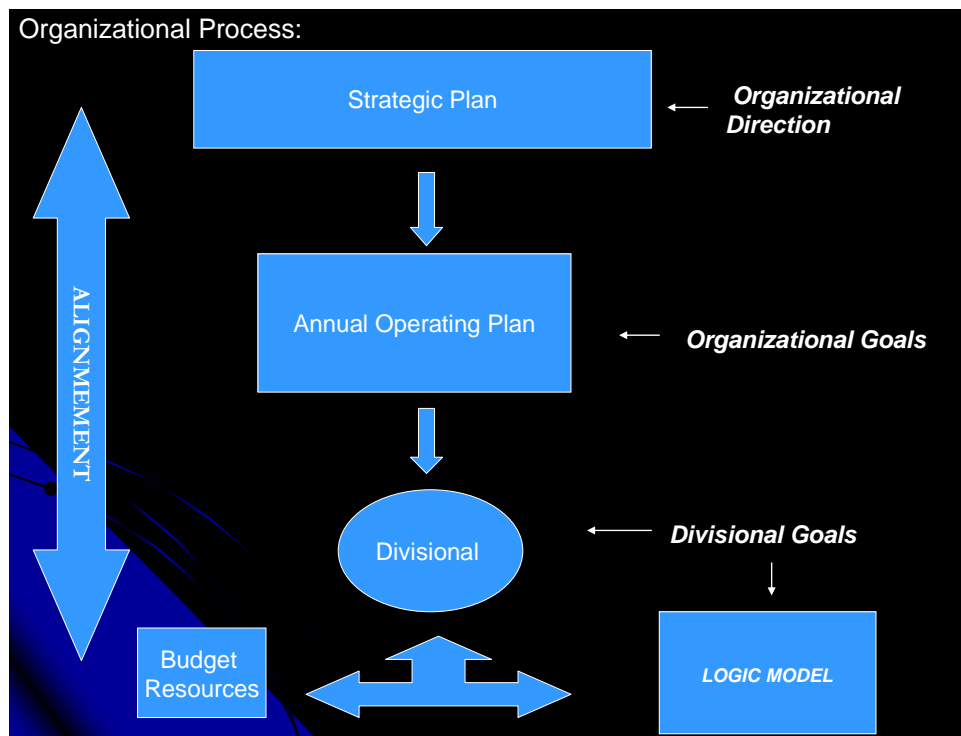 Organizational Process:
Strategic Plan
Organizational
Direction
ALIGNMEMENT
Annual Operating Plan
Organizational Goals
Divisional
Divisional Goals
Budget
Resources
LOGIC MODEL